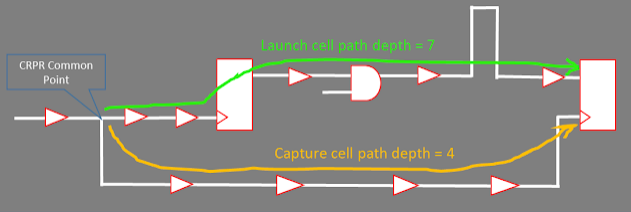 Launch cell path depth = 7
CRPR Common
Point
Capture cell path depth = 4